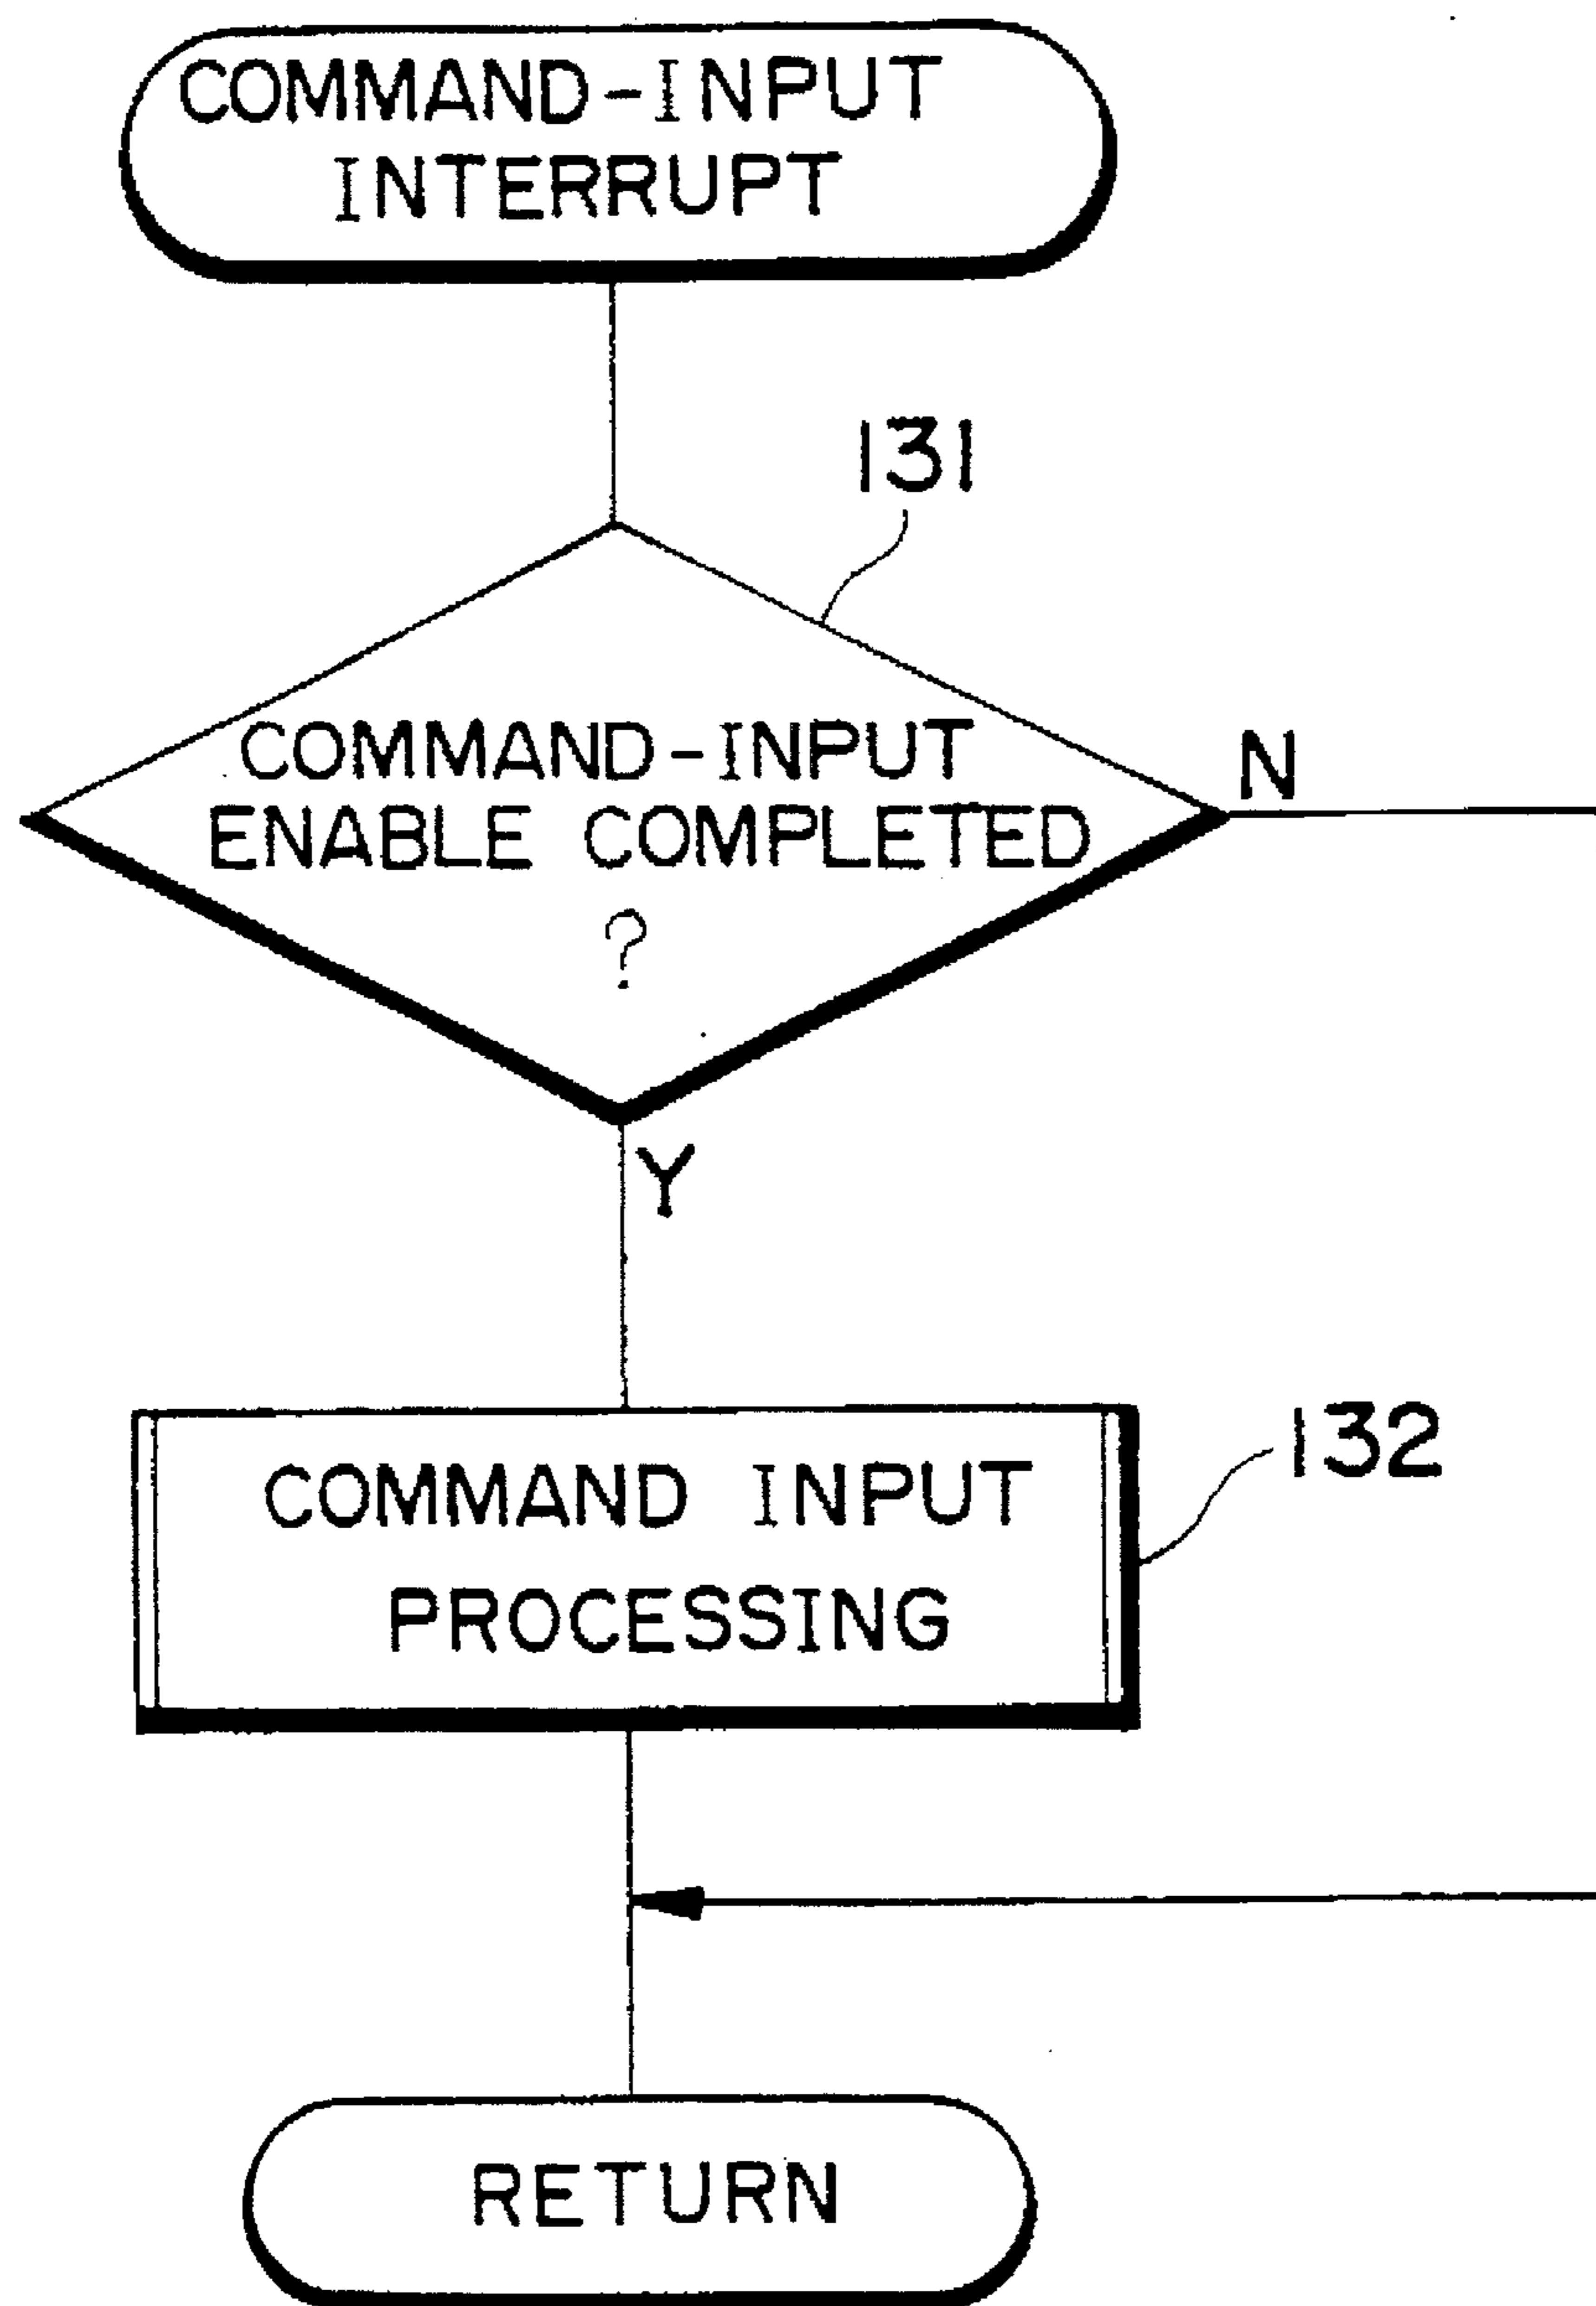 COMMAND-INPUT
INTERRUPT
131
COMMAND-INPUT
ENABLE COMPLETED
?
N
Y
132
COMMAND INPUT
PROCESSING
RETURN